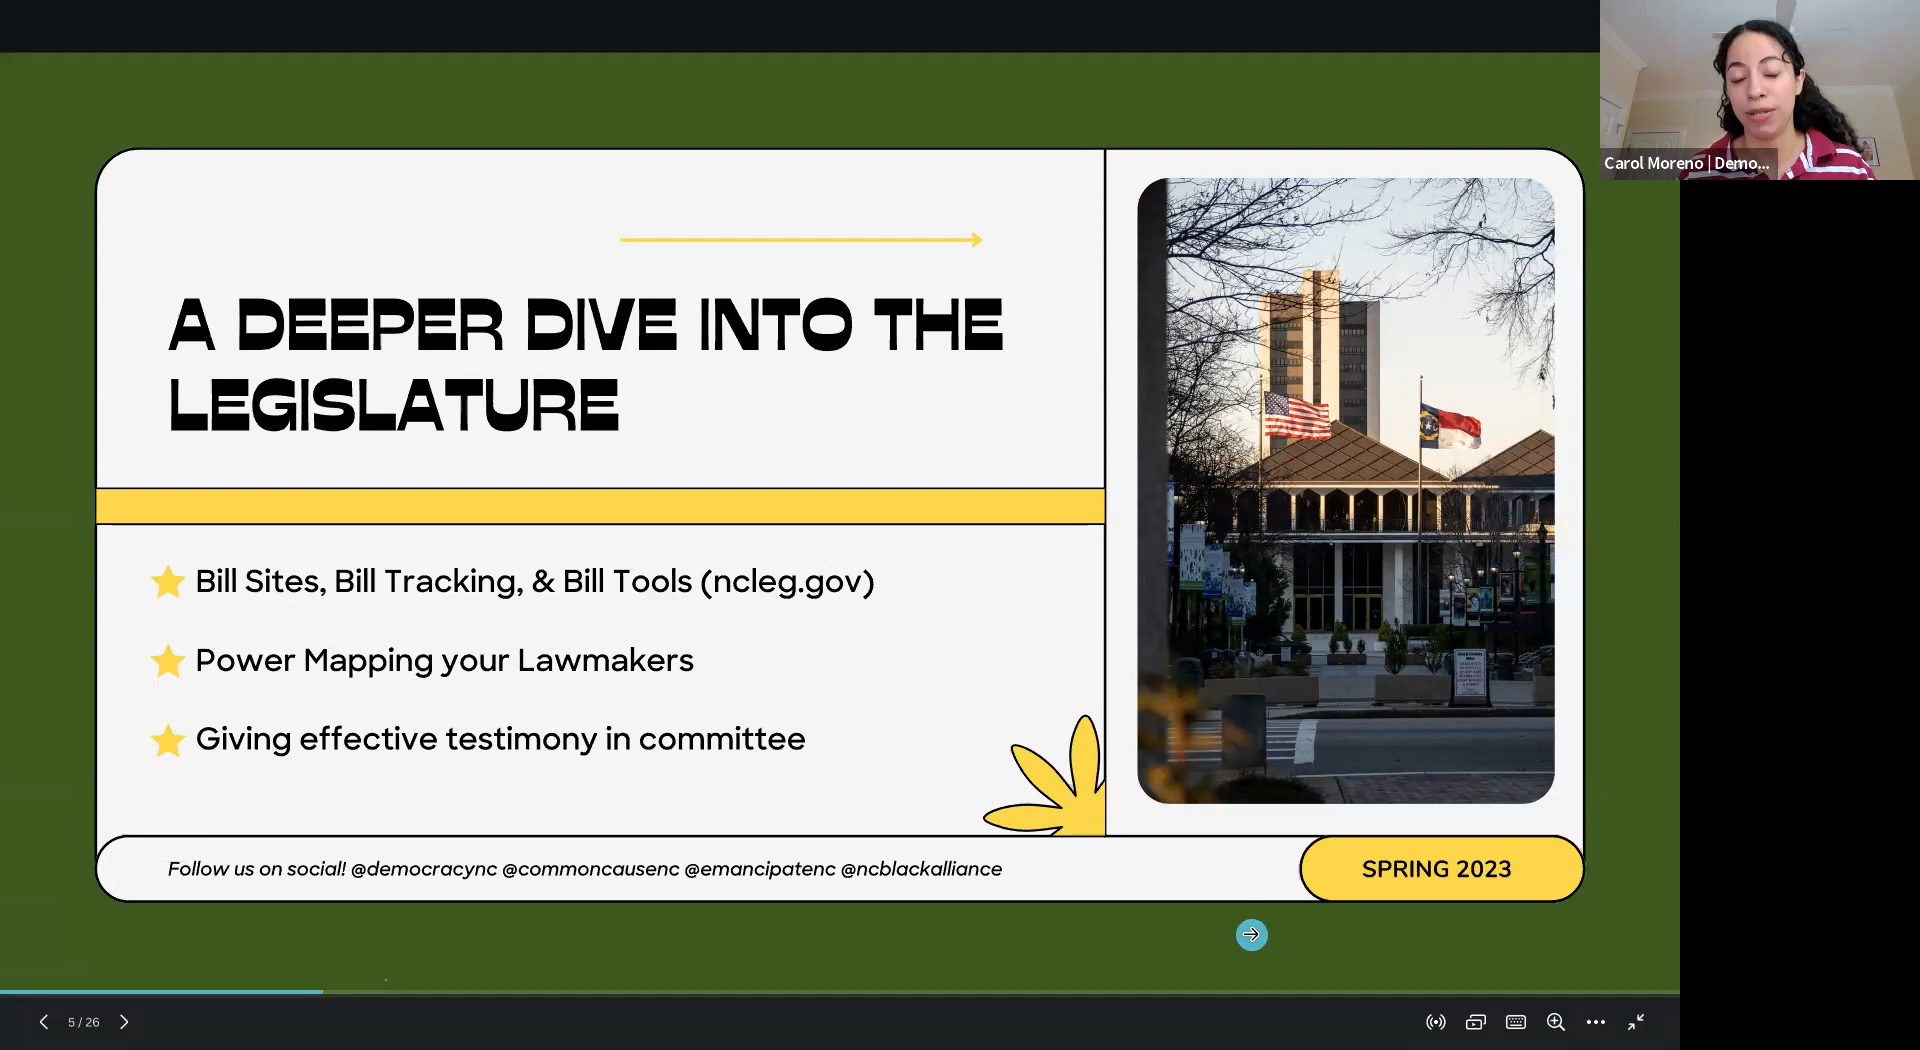 Carol Moreno | Demo...
A DEEPER DIVE INTO THE
LEGISLATURE
Bill Sites, Bill Tracking, & Bill Tools (ncleg.gov)
Power Mapping your Lawmakers
Giving effective testimony in committee
Follow us on social! @democracync @commoncausenc @emancipatenc @ncblackalliance
SPRING 2023
5 / 26